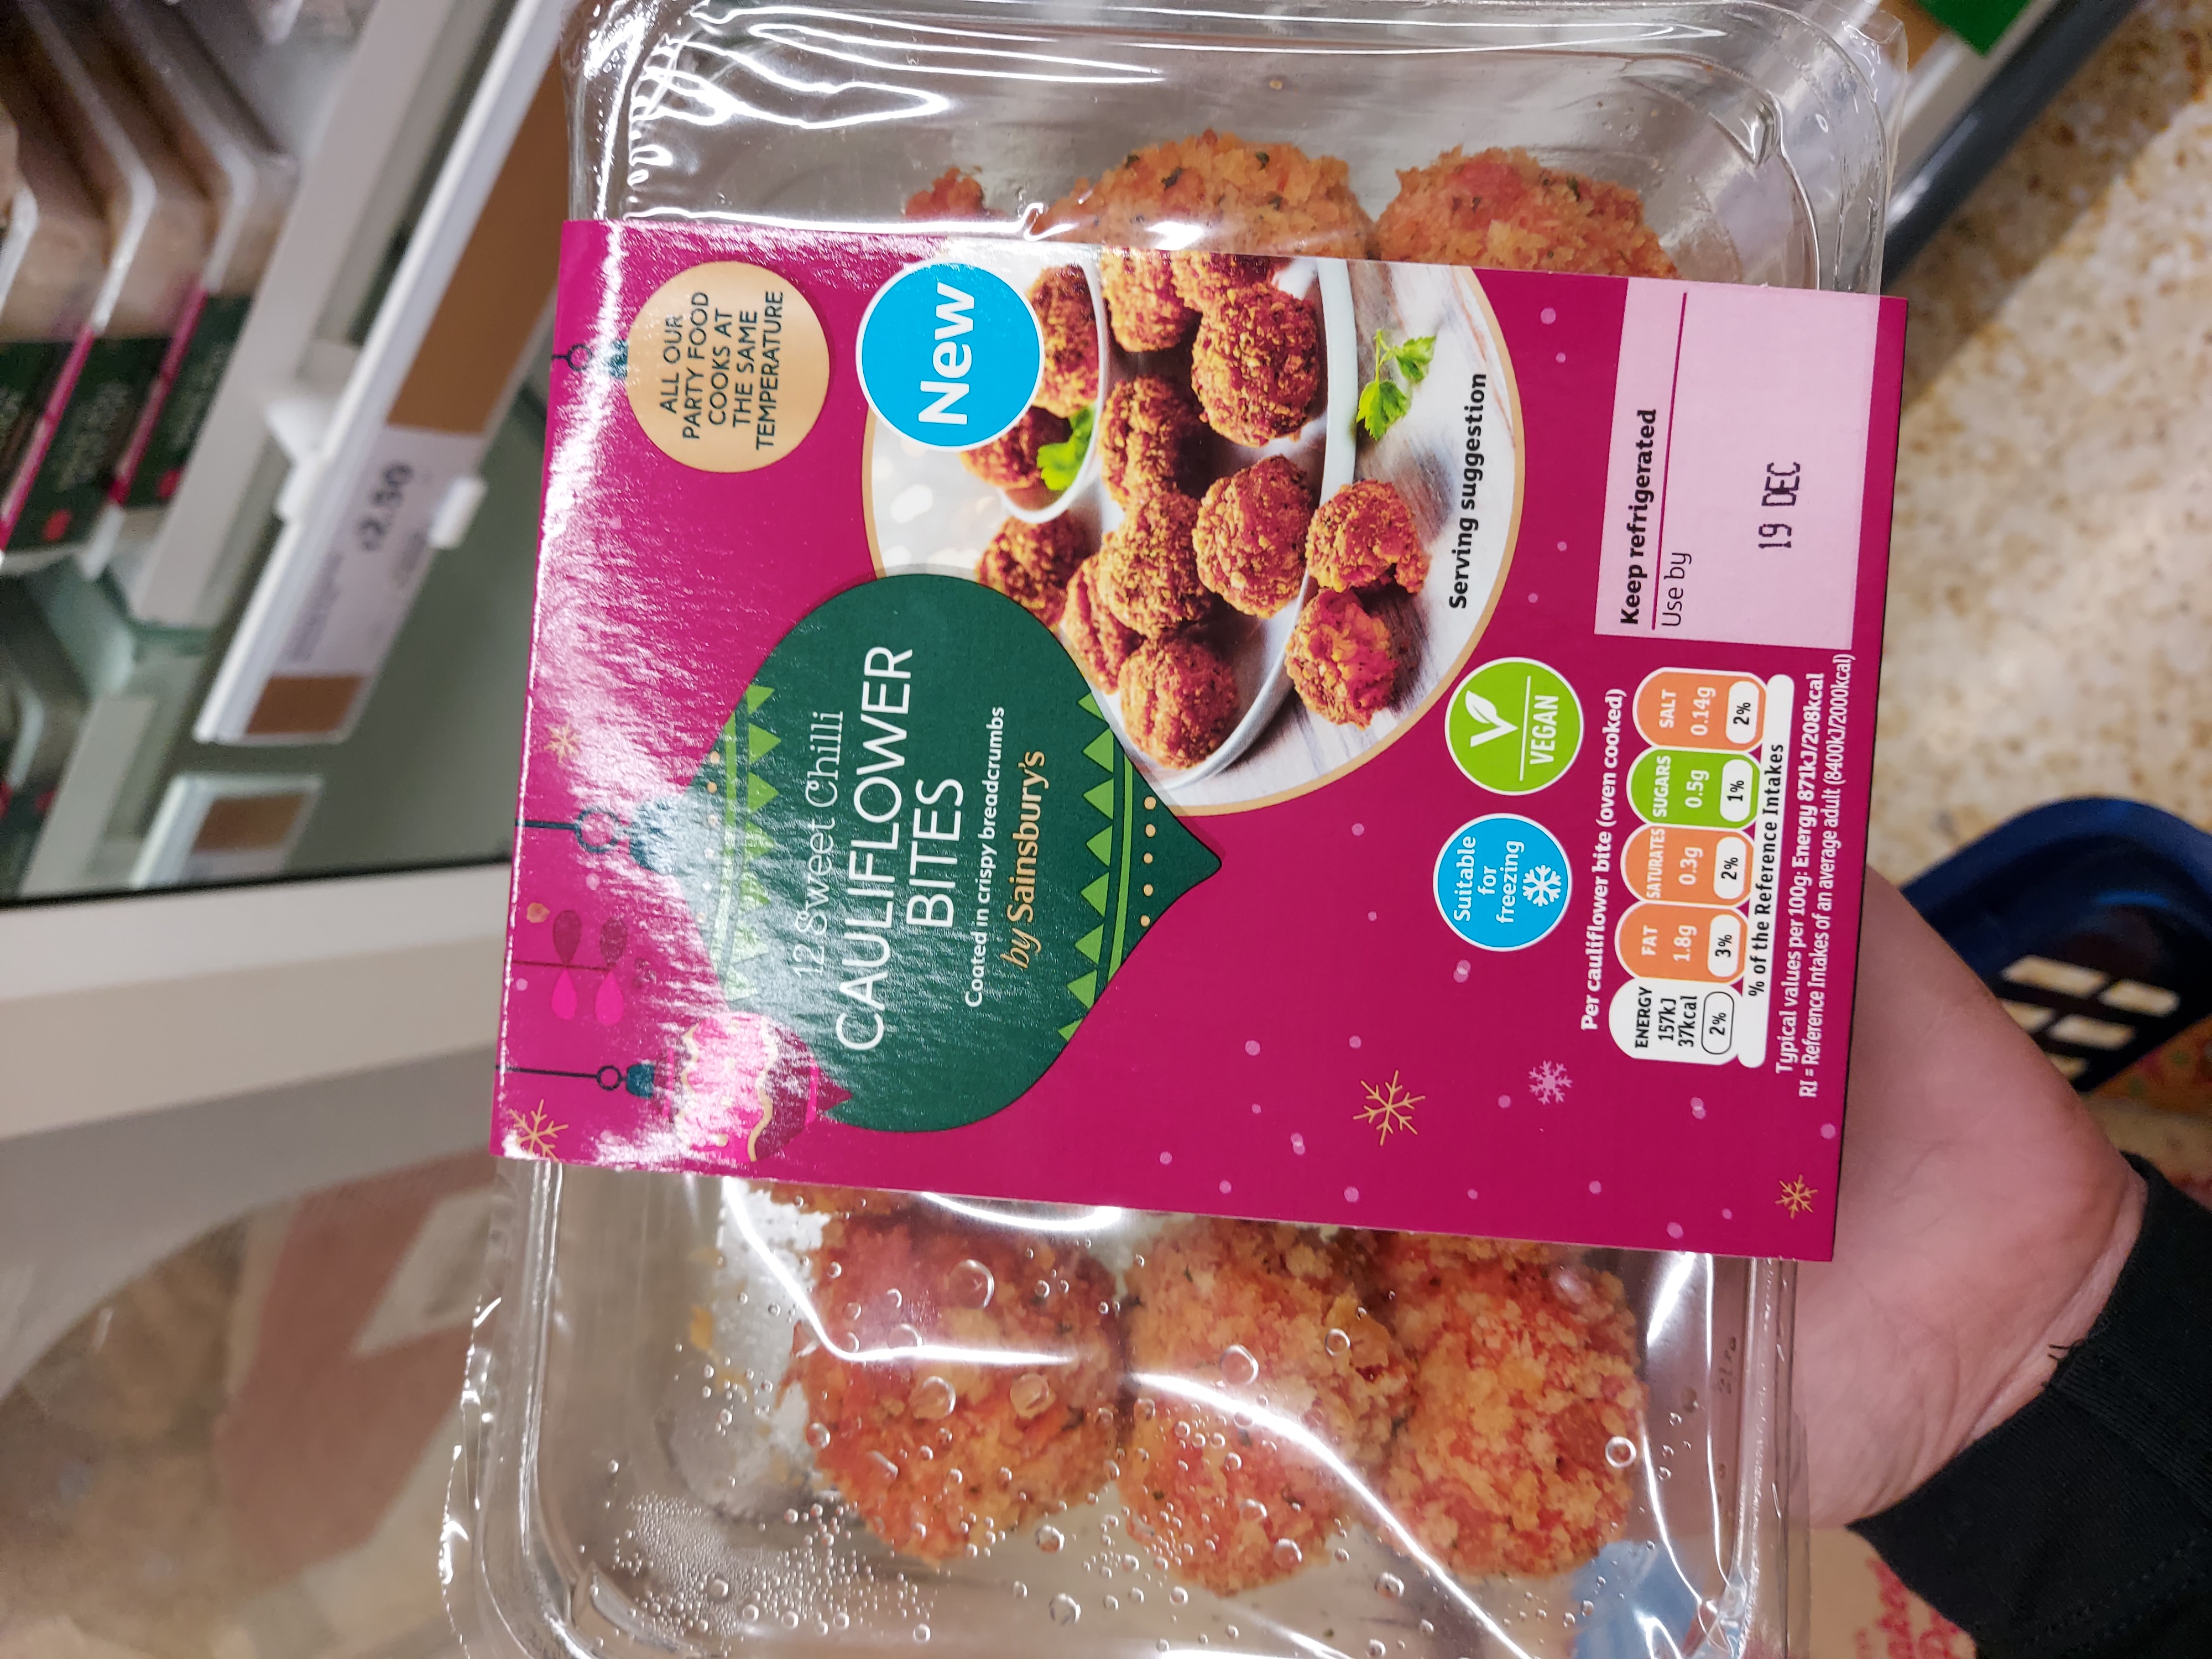 £2.50
ALL OUR
PARTY FOOD
COOKS AT
THE SAME
TEMPERATURE
12 Sweet Chilli
CAULIFLOWER
BITES
Coated in crispy breadcrumbs
by Sainsbury's
New
Serving suggestion
Suitable
for
freezing
VEGAN
Per cauliflower bite (oven cooked)
ENERGY
157kJ
37kcal
2%
FAT
1.8g
3%
SATURATES
0.3g
2%
SUGARS
0.5g
1%
SALT
0.14g
2%
% of the Reference Intakes
Typical values per 100g: Energy 871kJ/208kcal
RI = Reference Intakes of an average adult (8400kJ/2000kcal)
Keep refrigerated
Use by
19 DEC